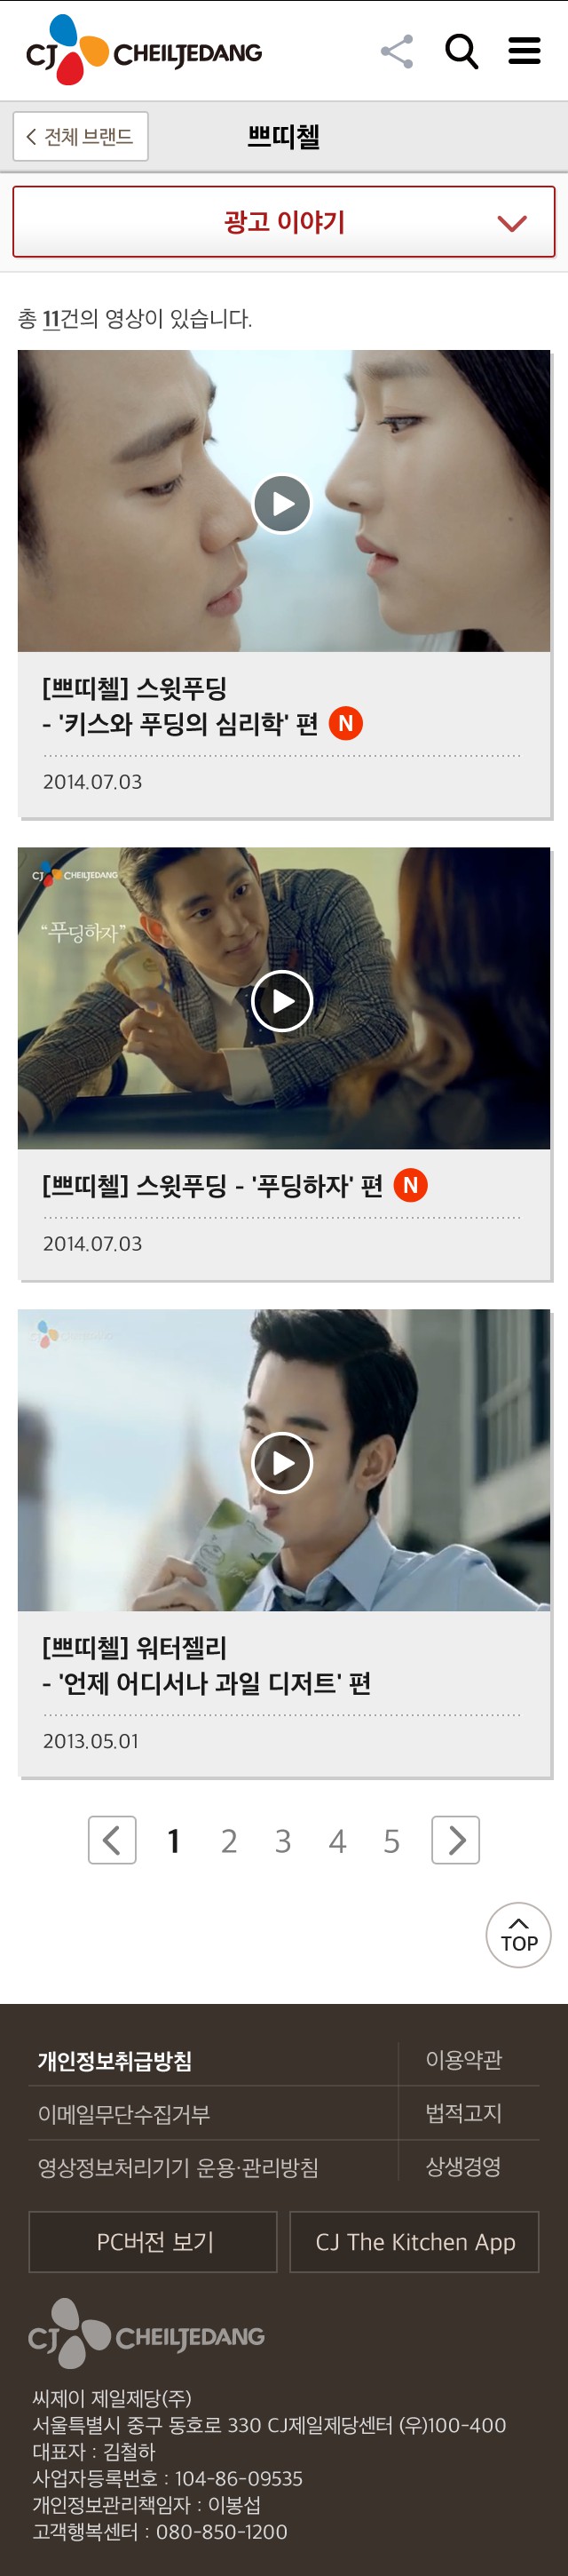 CJ CHEILJEDANG
전체 브랜드
쁘띠첼
광고 이야기
총 11건의 영상이 있습니다.
[쁘띠첼] 스윗푸딩
- '키스와 푸딩의 심리학' 편 N
2014.07.03
CJ CHEILJEDANG
“푸딩하자”
[쁘띠첼] 스윗푸딩 - '푸딩하자' 편 N
2014.07.03
[쁘띠첼] 워터젤리
- '언제 어디서나 과일 디저트' 편
2013.05.01
1 2 3 4 5
TOP
개인정보취급방침 이용약관
이메일무단수집거부 법적고지
영상정보처리기기 운용·관리방침 상생경영
PC버전 보기 CJ The Kitchen App
CJ CHEILJEDANG
씨제이 제일제당(주)
서울특별시 중구 동호로 330 CJ제일제당센터 (우)100-400
대표자 : 김철하
사업자등록번호 : 104-86-09535
개인정보관리책임자 : 이봉섭
고객행복센터 : 080-850-1200